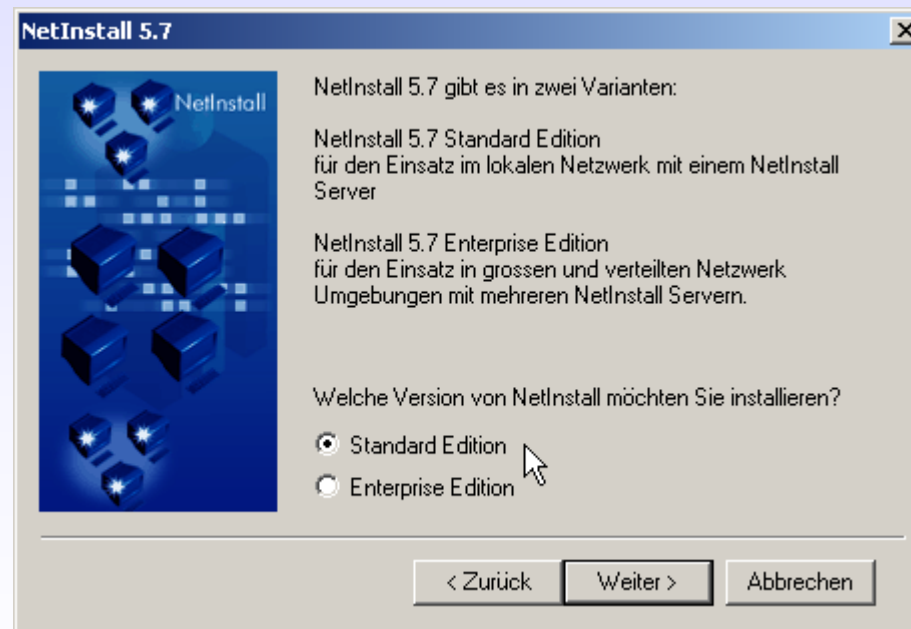 NetInstall 5.7
NetInstall
NetInstall 5.7 gibt es in zwei Varianten:
NetInstall 5.7 Standard Edition
für den Einsatz im lokalen Netzwerk mit einem NetInstall
Server
NetInstall 5.7 Enterprise Edition
für den Einsatz in grossen und verteilten Netzwerk
Umgebungen mit mehreren NetInstall Servern.
Welche Version von NetInstall möchten Sie installieren?
Standard Edition
Enterprise Edition
< Zurück
Weiter >
Abbrechen